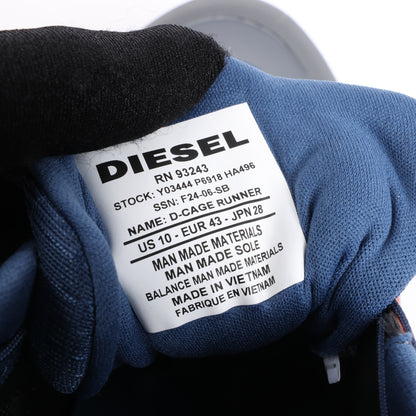 DIESEL
RN 93243
STOCK: Y03444 P6918 HA496
SSN: F24-06-SB
NAME: D-CAGE RUNNER
US 10 - EUR 43 - JPN 28
MAN MADE MATERIALS
MAN MADE SOLE
BALANCE MAN MADE MATERIALS
MADE IN VIETNAM
FABRIQUE EN VIETNAM